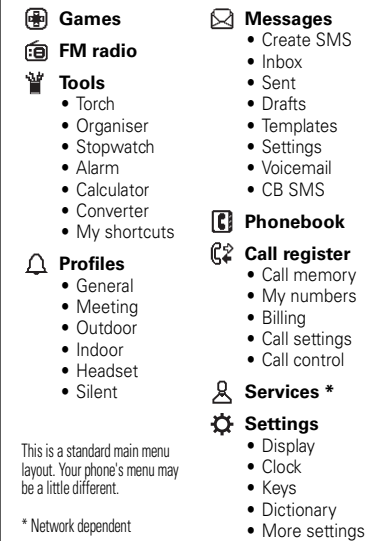 Games
FM radio
Tools
• Torch
• Organiser
• Stopwatch
• Alarm
• Calculator
• Converter
• My shortcuts
Profiles
• General
• Meeting
• Outdoor
• Indoor
• Headset
• Silent
This is a standard main menu
layout. Your phone's menu may
be a little different.
* Network dependent
Messages
• Create SMS
• Inbox
• Sent
• Drafts
• Templates
• Settings
• Voicemail
• CB SMS
Phonebook
Call register
• Call memory
• My numbers
• Billing
• Call settings
• Call control
Services *
Settings
• Display
• Clock
• Keys
• Dictionary
• More settings